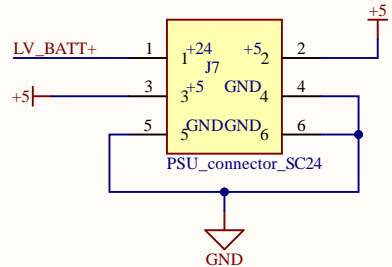 +5
LV_BATT+ 1 1 +24 +5 2 2
J7
+5 3 3 +5 GND 4 4
5 5 GND GND 6 6
PSU_connector_SC24
GND